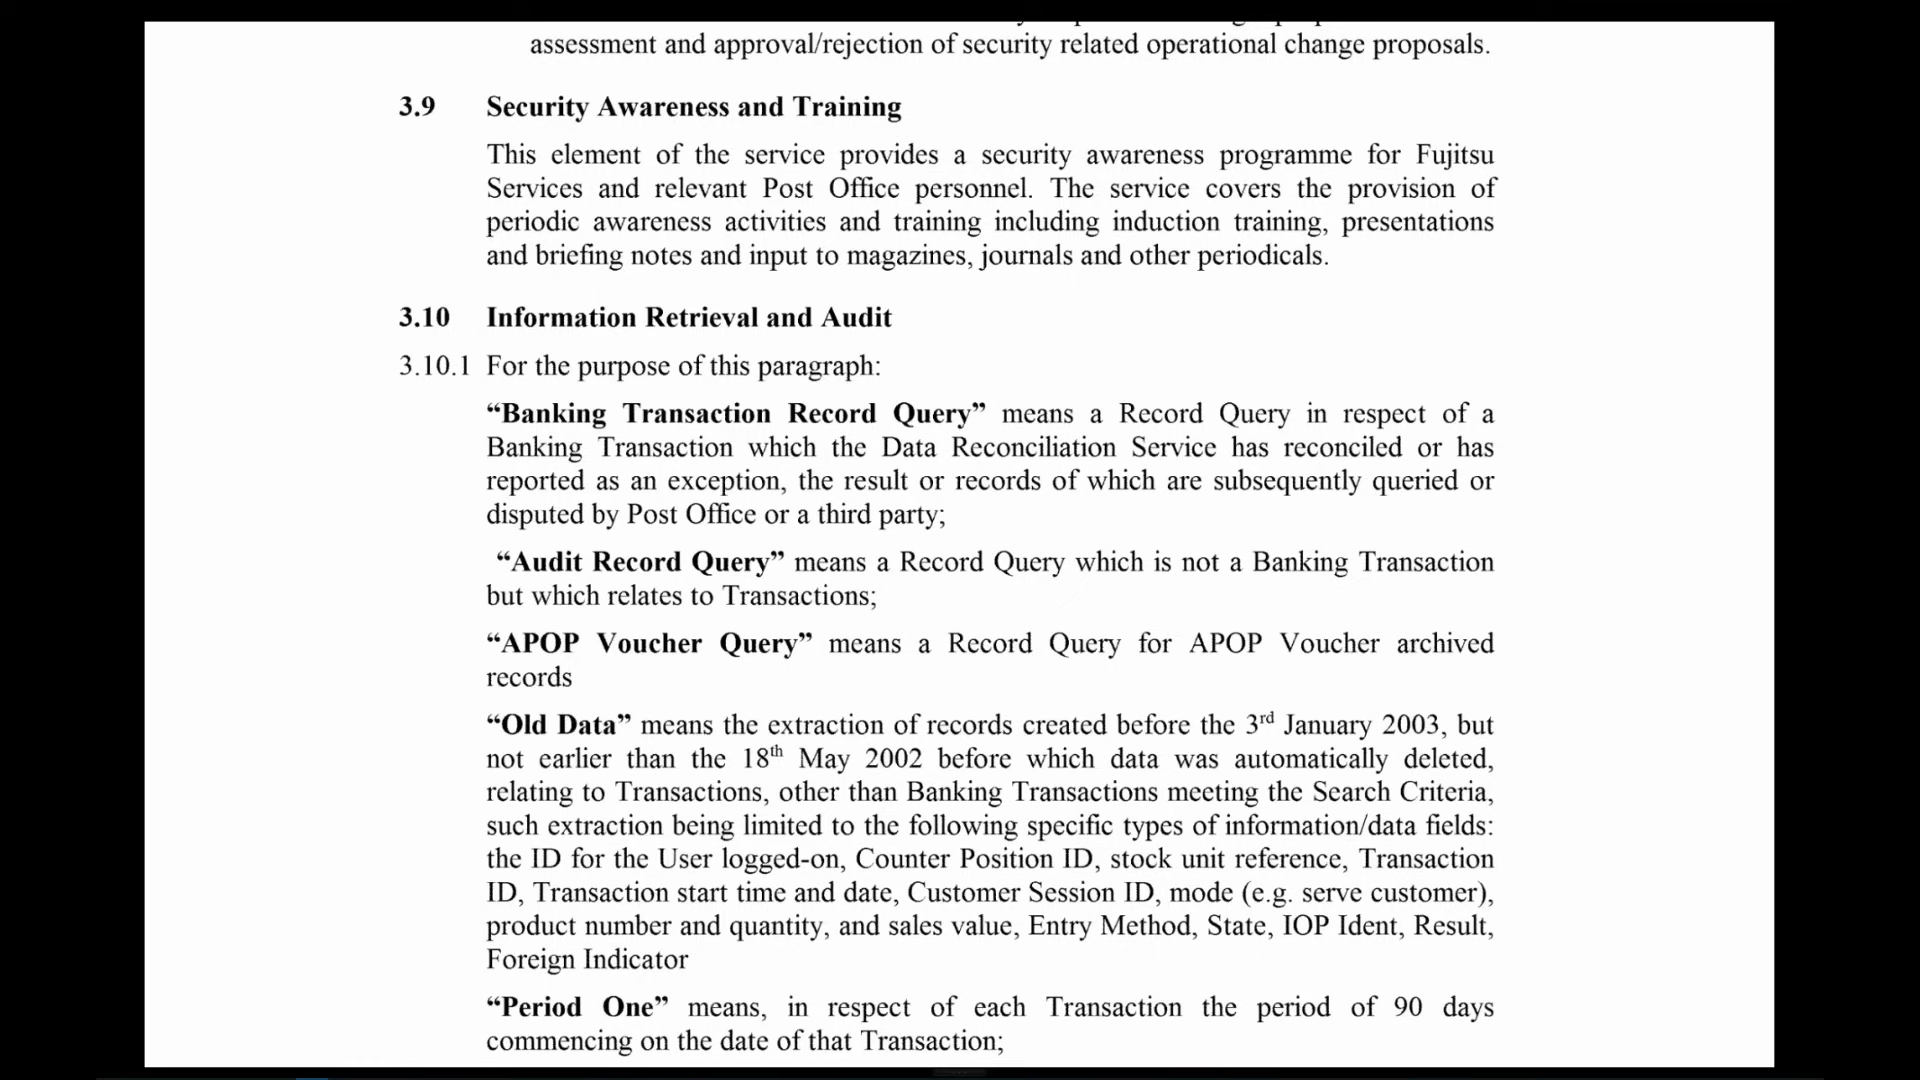 assessment and approval/rejection of security related operational change proposals.
3.9 Security Awareness and Training
This element of the service provides a security awareness programme for Fujitsu
Services and relevant Post Office personnel. The service covers the provision of
periodic awareness activities and training including induction training, presentations
and briefing notes and input to magazines, journals and other periodicals.
3.10 Information Retrieval and Audit
3.10.1 For the purpose of this paragraph:
“Banking Transaction Record Query” means a Record Query in respect of a
Banking Transaction which the Data Reconciliation Service has reconciled or has
reported as an exception, the result or records of which are subsequently queried or
disputed by Post Office or a third party;
“Audit Record Query” means a Record Query which is not a Banking Transaction
but which relates to Transactions;
“APOP Voucher Query” means a Record Query for APOP Voucher archived
records
“Old Data” means the extraction of records created before the 3rd January 2003, but
not earlier than the 18th May 2002 before which data was automatically deleted,
relating to Transactions, other than Banking Transactions meeting the Search Criteria,
such extraction being limited to the following specific types of information/data fields:
the ID for the User logged-on, Counter Position ID, stock unit reference, Transaction
ID, Transaction start time and date, Customer Session ID, mode (e.g. serve customer),
product number and quantity, and sales value, Entry Method, State, IOP Ident, Result,
Foreign Indicator
“Period One” means, in respect of each Transaction the period of 90 days
commencing on the date of that Transaction;